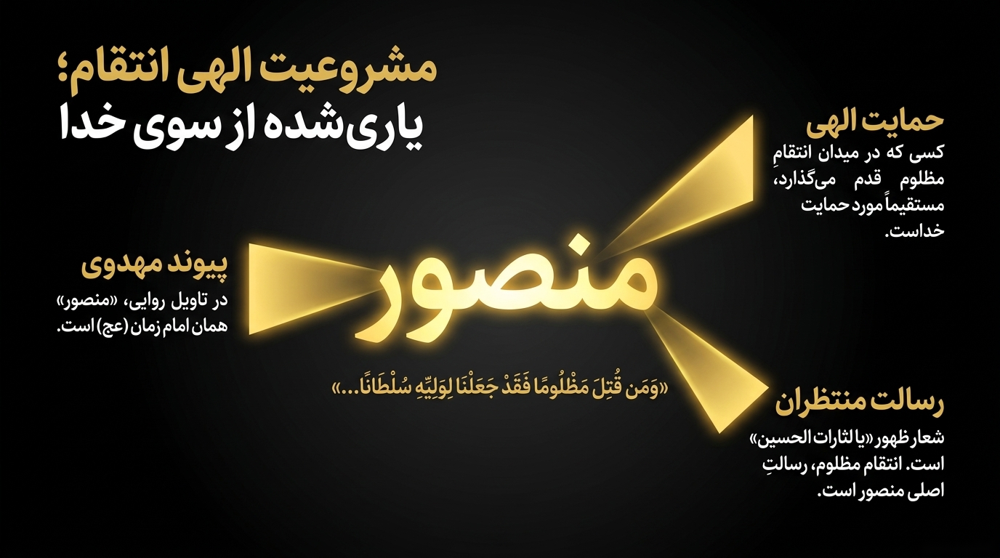 مشروعیت الهی انتقام؛
یاری‌شده از سوی خدا
حمایت الهی
کسی که در میدان انتقامِ
مظلوم قدم می‌گذارد،
مستقیماً مورد حمایت
خداست.
منصور
پیوند مهدوی
در تاویل روایی، «منصور»
همان امام زمان (عج) است.
«وَمَن قُتِلَ مَظْلُومًا فَقَدْ جَعَلْنَا لِوَلِيِّهِ سُلْطَانًا...»
رسالت منتظران
شعار ظهور «یا لثارات الحسین»
است. انتقام مظلوم، رسالتِ
اصلی منصور است.